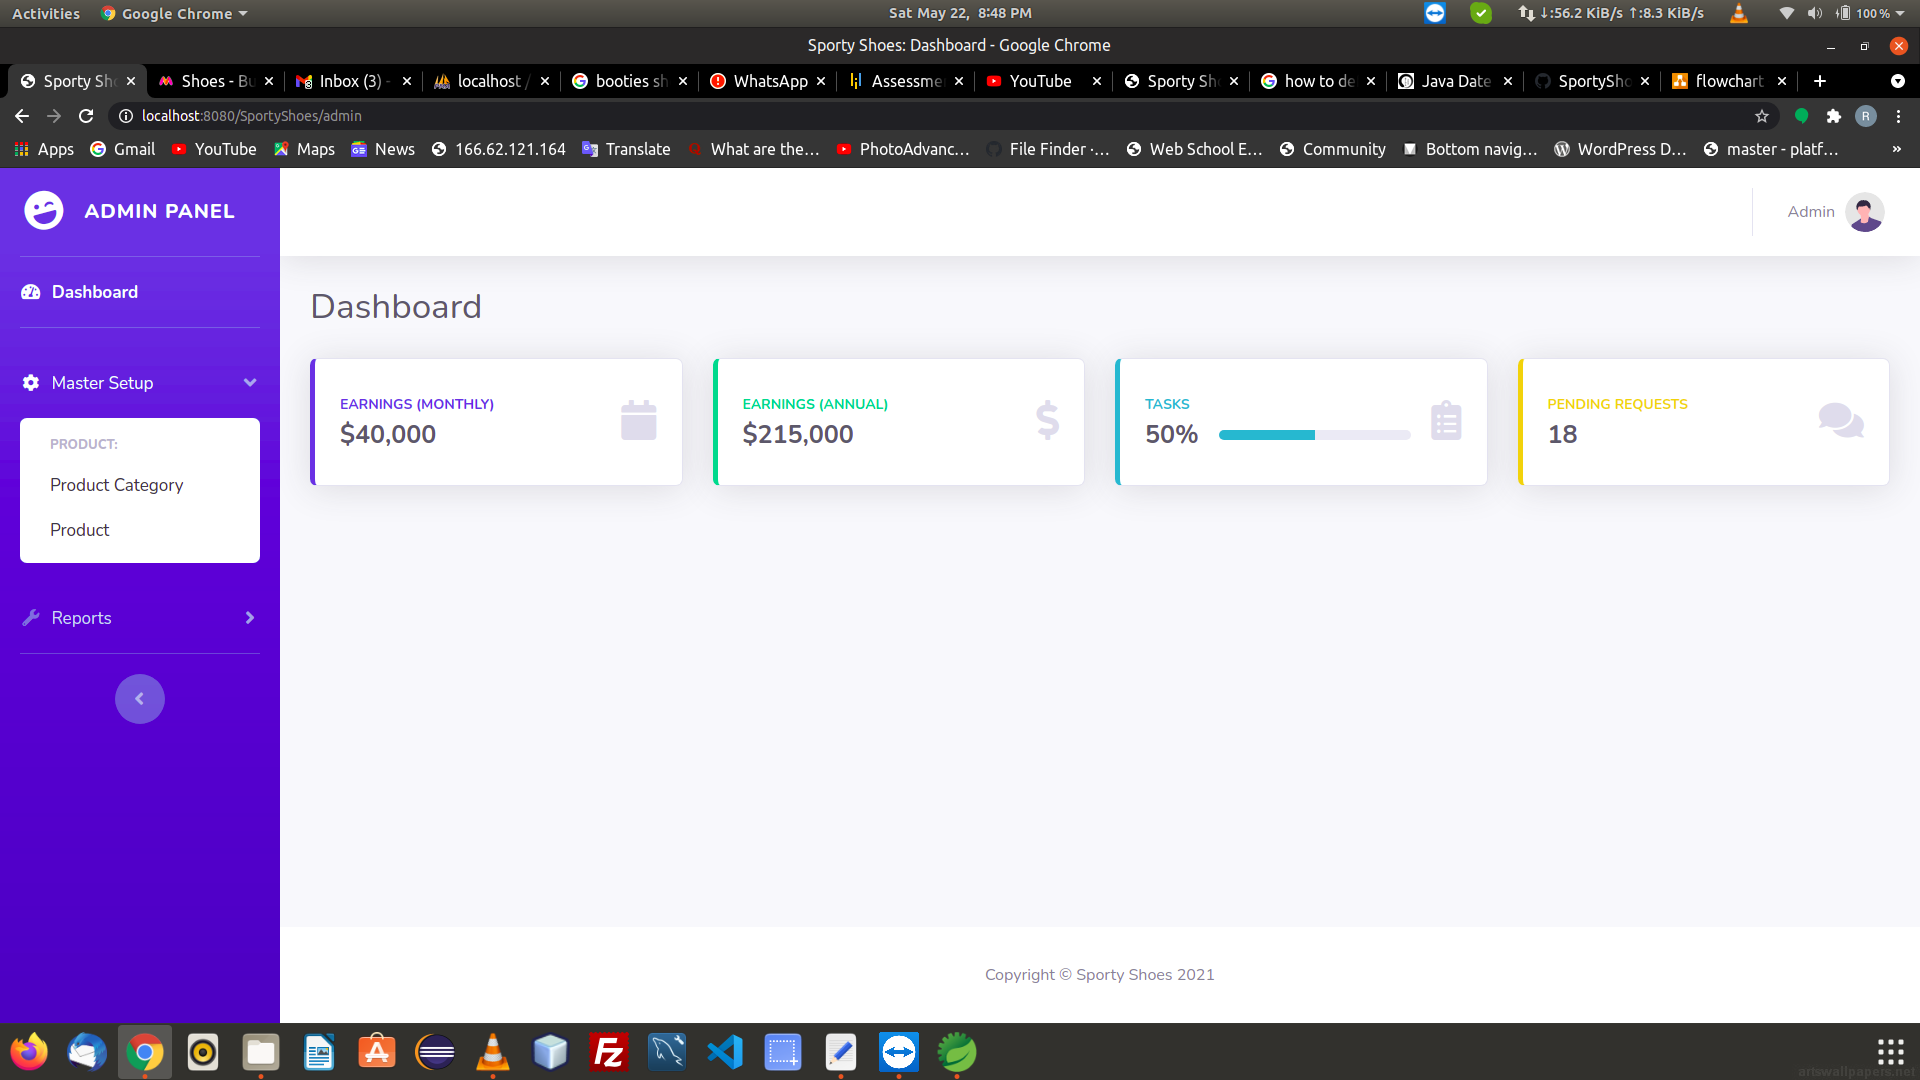 Activities Google Chrome Sat May 22, 8:48 PM ↓:56.2 KiB/s ↑:8.3 KiB/s 100 %
Sporty Shoes: Dashboard - Google Chrome
Sporty Sh Shoes - Bu Inbox (3) - localhost / booties sh WhatsApp Assessme YouTube Sporty Sh how to de Java Date SportySho flowchart
localhost:8080/SportyShoes/admin R
Apps Gmail YouTube Maps News 166.62.121.164 Translate What are the... PhotoAdvanc... File Finder ·... Web School E... Community Bottom navig... WordPress D... master - platf... »
ADMIN PANEL
Admin
Dashboard
Dashboard
Master Setup
PRODUCT:
Product Category
Product
Reports
EARNINGS (MONTHLY)
$40,000
EARNINGS (ANNUAL)
$215,000
TASKS
50%
PENDING REQUESTS
18
Copyright © Sporty Shoes 2021
artswallpapers.net